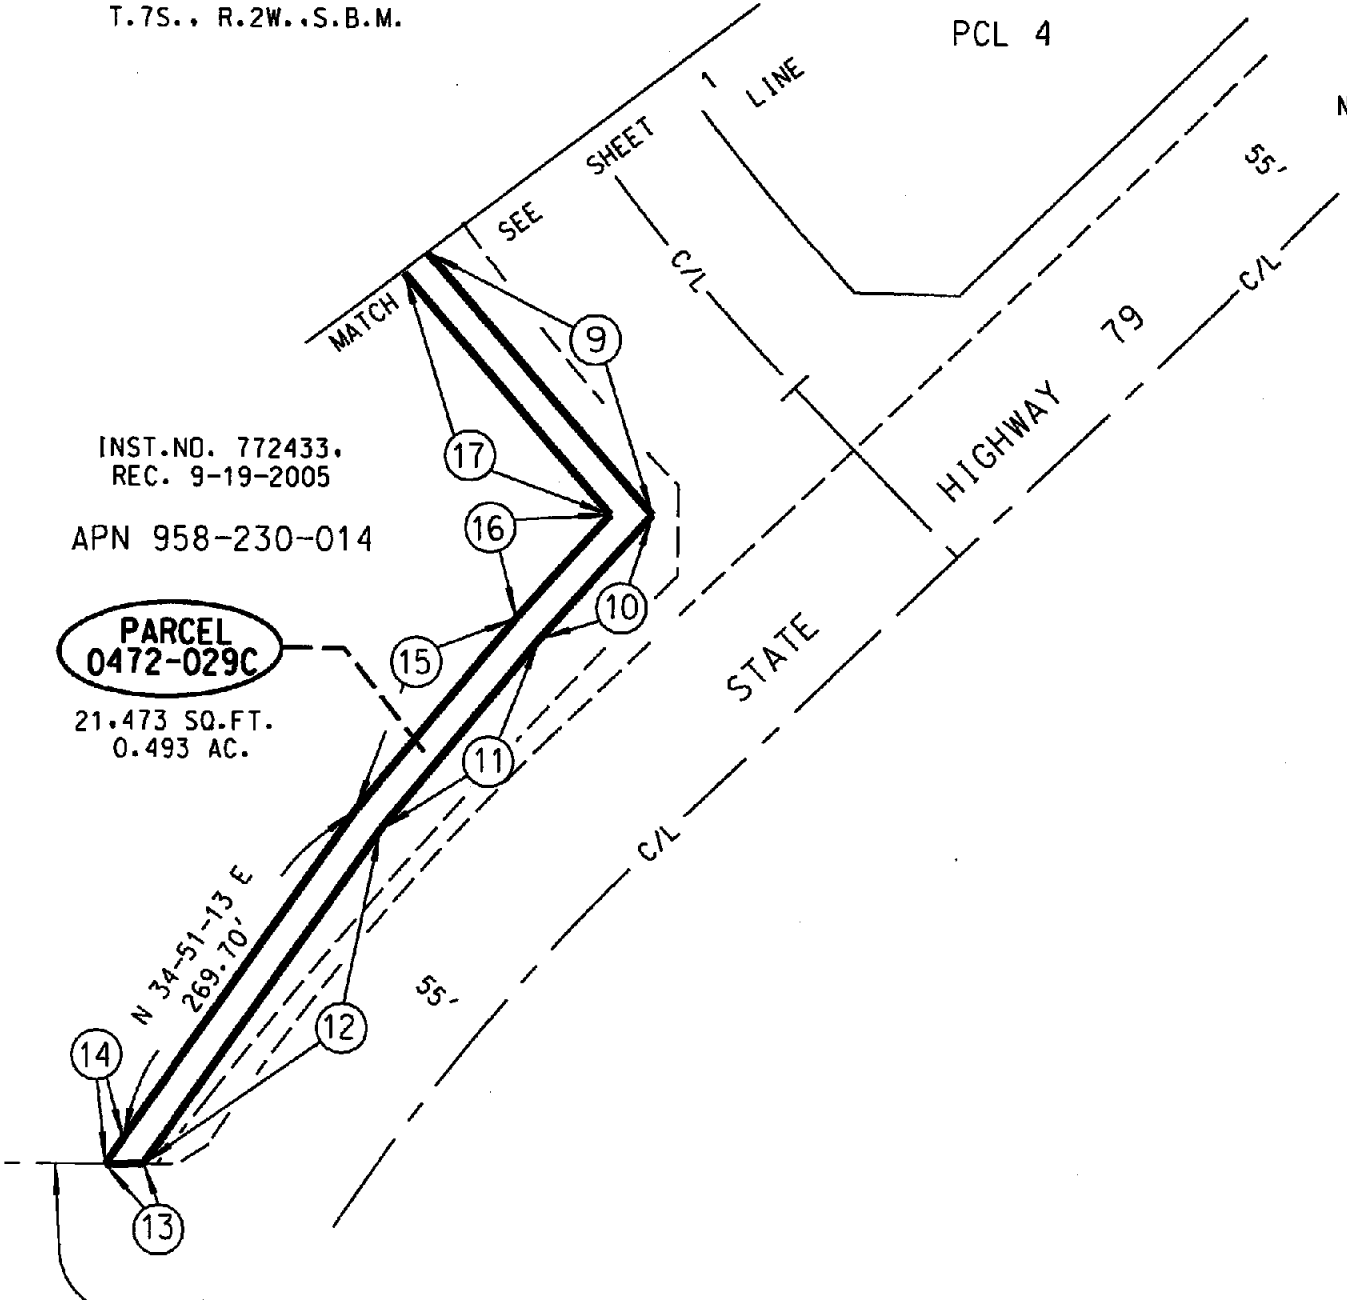 T.7S., R.2W.,S.B.M.
PCL 4
MATCH SEE SHEET 1 LINE
N
55'
C/L
C/L
HIGHWAY 79
STATE
9
17
16
10
15
11
INST.NO. 772433,
REC. 9-19-2005
APN 958-230-014
PARCEL
0472-029C
21,473 SQ.FT.
0.493 AC.
C/L
N 34-51-13 E
269.70'
55'
12
14
13